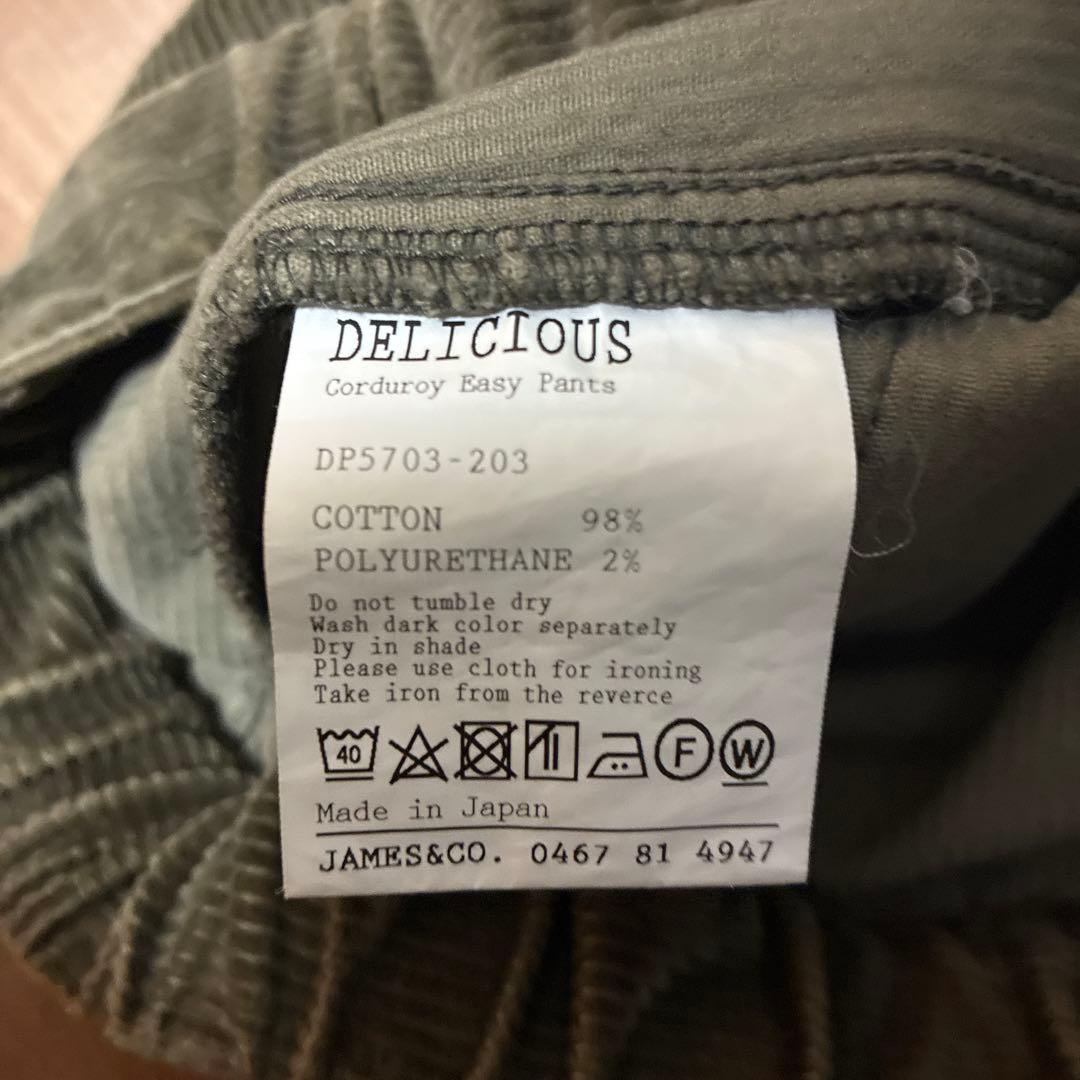 DELICIOUS
Corduroy Easy Pants
DP5703-203
COTTON 98%
POLYURETHANE 2%
Do not tumble dry
Wash dark color separately
Dry in shade
Please use cloth for ironing
Take iron from the reverce
40 F W
Made in Japan
JAMES&CO. 0467 81 4947